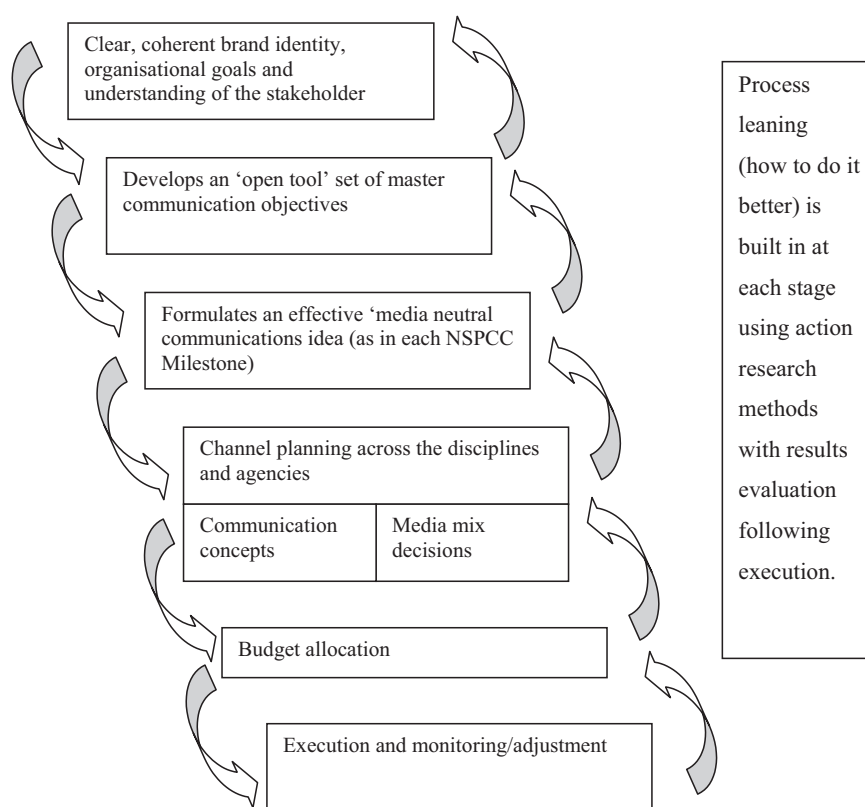 Clear, coherent brand identity,
organisational goals and
understanding of the stakeholder
Develops an ‘open tool’ set of master
communication objectives
Formulates an effective ‘media neutral
communications idea (as in each NSPCC
Milestone)
Channel planning across the disciplines
and agencies
Communication
concepts
Media mix
decisions
Budget allocation
Execution and monitoring/adjustment
Process
leaning
(how to do it
better) is
built in at
each stage
using action
research
methods
with results
evaluation
following
execution.